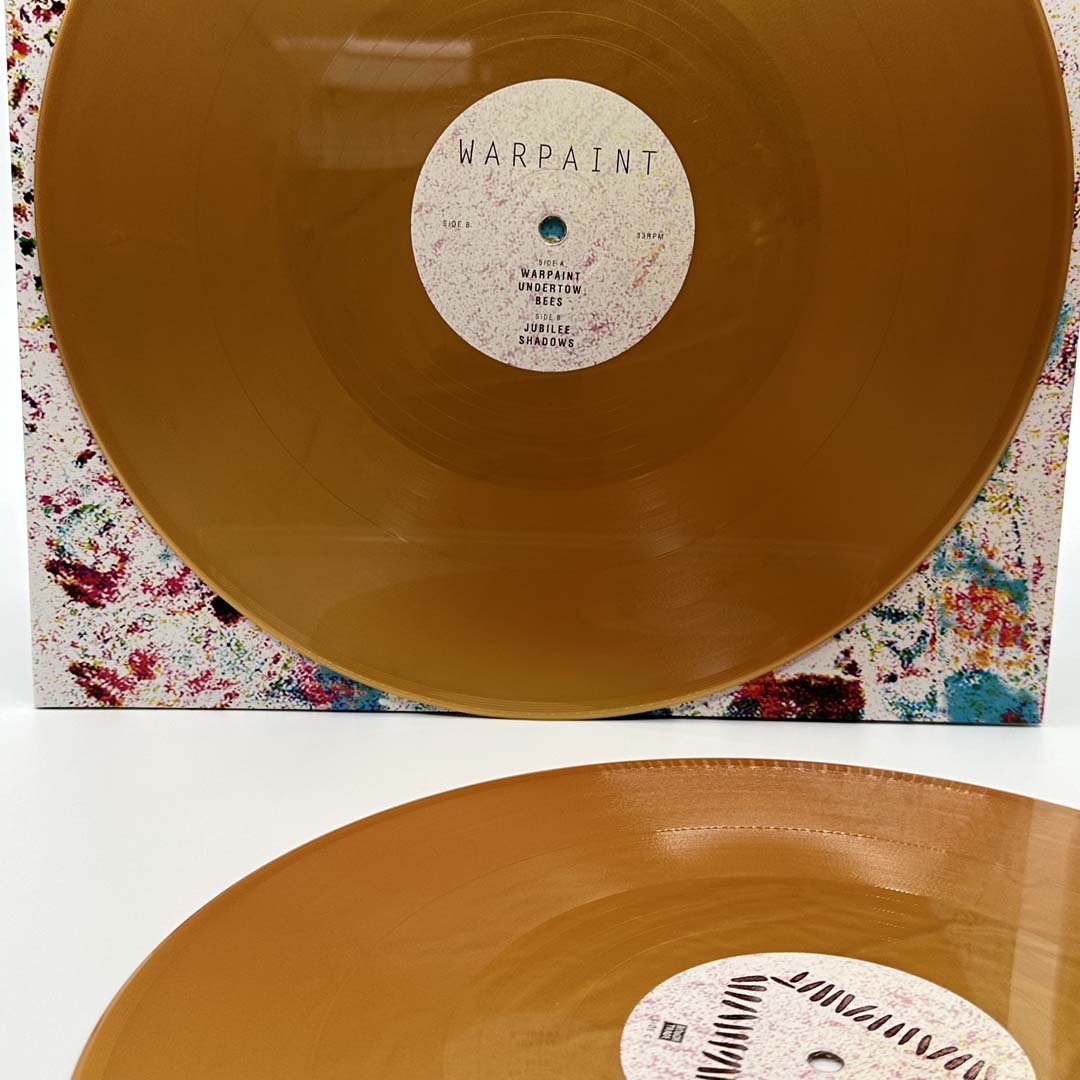 WARPAINT
SIDE B
33RPM
SIDE A
WARPAINT
UNDERTOW
BEES
SIDE B
JUBILEE
SHADOWS